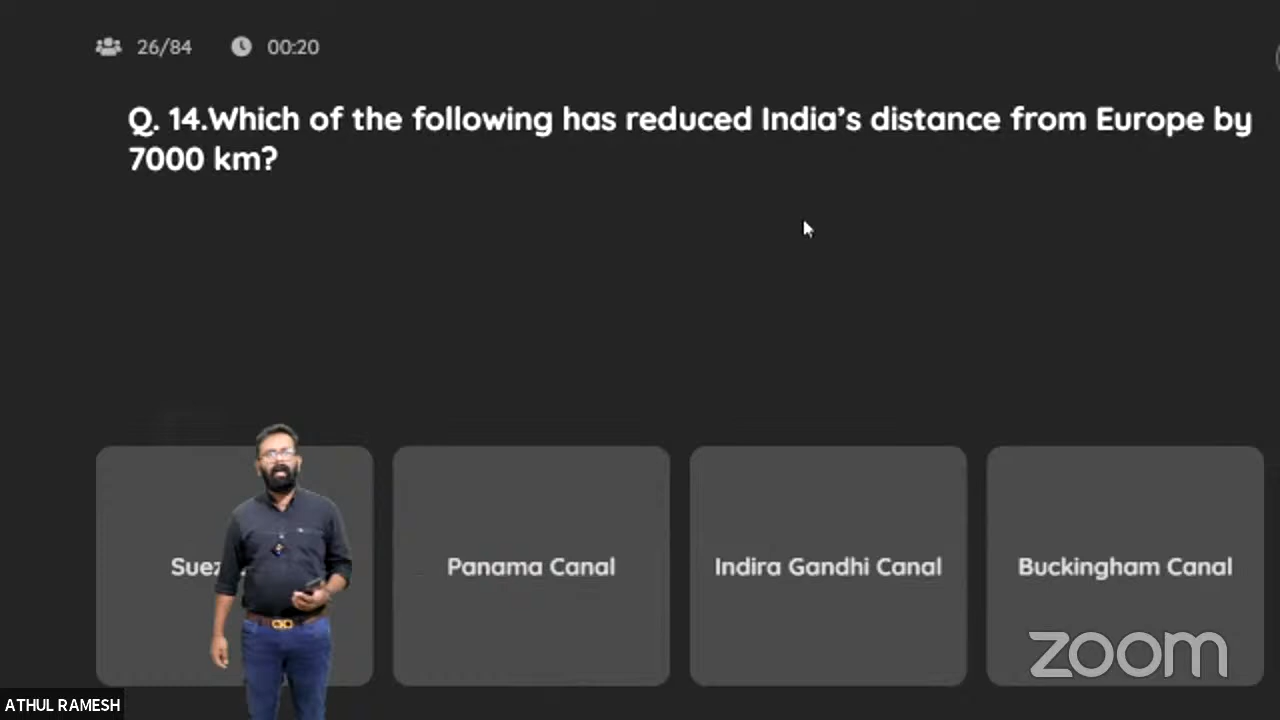 26/84 00:20
Q. 14.Which of the following has reduced India’s distance from Europe by
7000 km?
Suez Panama Canal Indira Gandhi Canal Buckingham Canal
zoom
ATHUL RAMESH